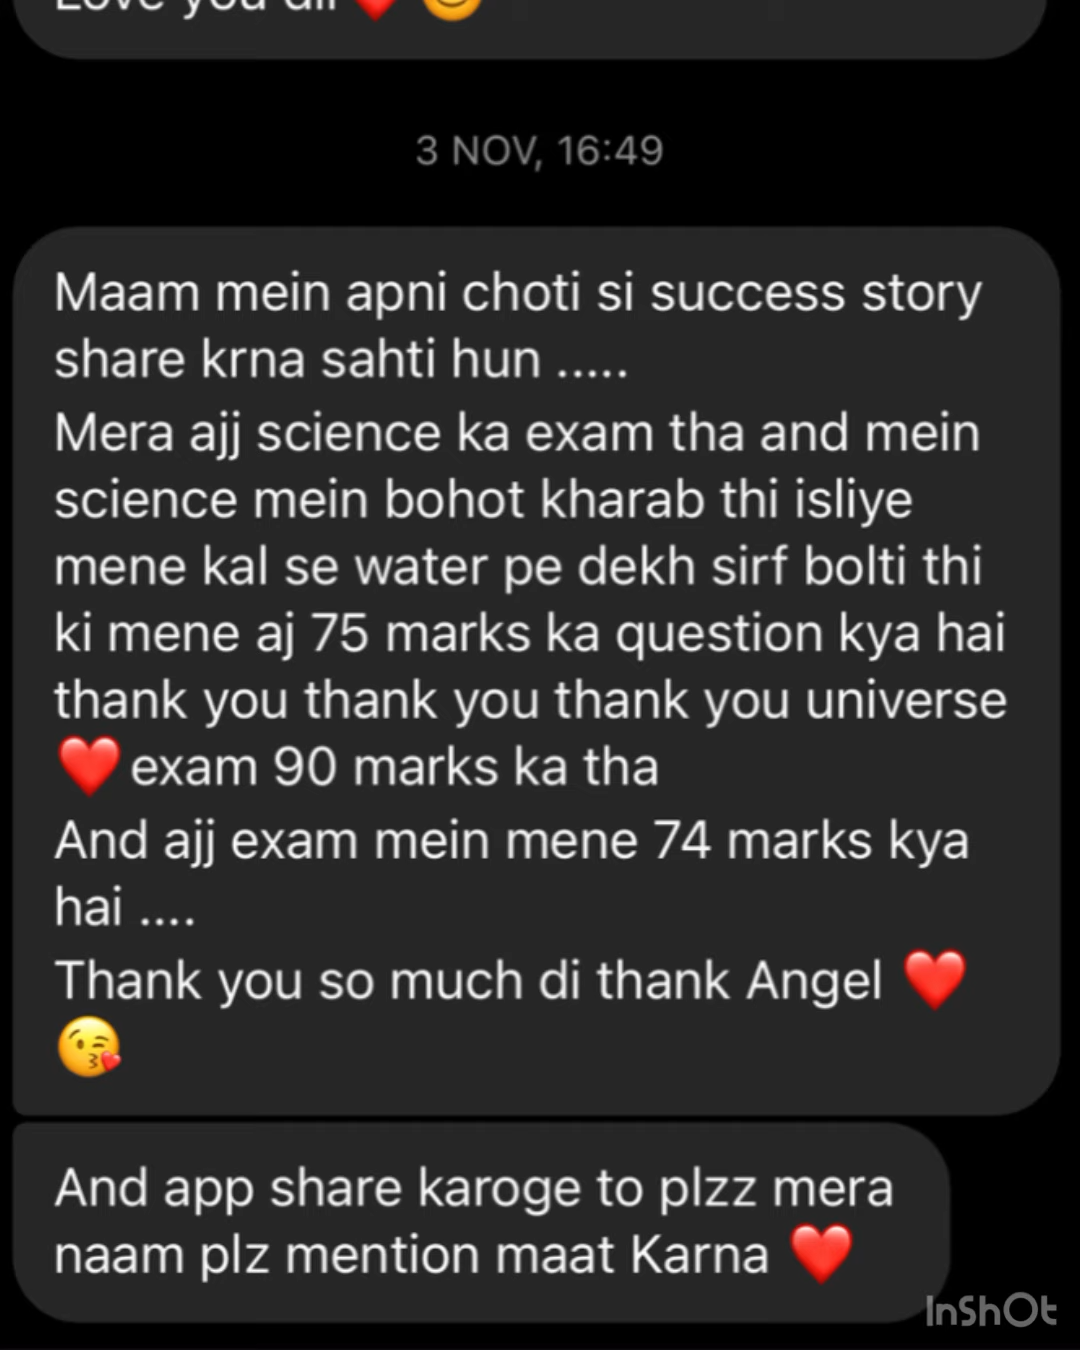 Love you di!! ❤️😊
3 NOV, 16:49
Maam mein apni choti si success story
share krna sahti hun .....
Mera ajj science ka exam tha and mein
science mein bohot kharab thi isliye
mene kal se water pe dekh sirf bolti thi
ki mene aj 75 marks ka question kya hai
thank you thank you thank you universe
❤️exam 90 marks ka tha
And ajj exam mein mene 74 marks kya
hai ....
Thank you so much di thank Angel ❤️
😘
And app share karoge to plzz mera
naam plz mention maat Karna ❤️
InShOt